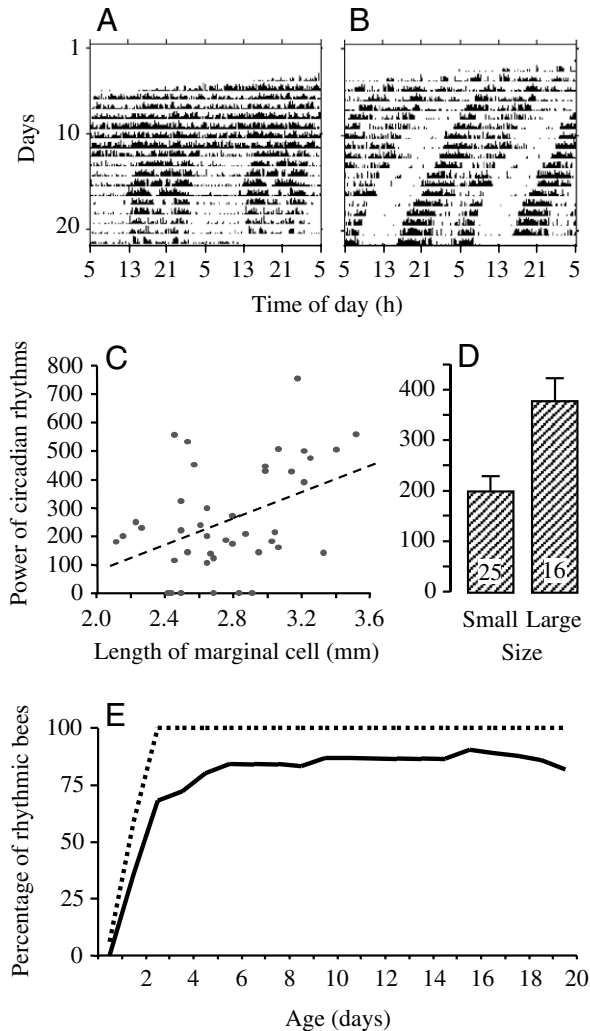 A
B
1
10
20
Days
5 13 21 5 13 21 5
5 13 21 5 13 21 5
Time of day (h)
C
800
700
600
500
400
300
200
100
0
Power of circadian rhythms
2.0 2.4 2.8 3.2 3.6
Length of marginal cell (mm)
D
400
300
200
100
0
25
16
Small Large
Size
E
100
75
50
25
0
Percentage of rhythmic bees
2 4 6 8 10 12 14 16 18 20
Age (days)